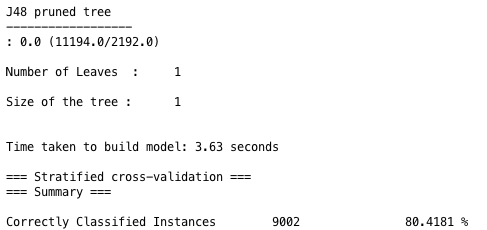 J48 pruned tree
------------------
: 0.0 (11194.0/2192.0)
Number of Leaves  :     1
Size of the tree :      1
Time taken to build model: 3.63 seconds
=== Stratified cross-validation ===
=== Summary ===
Correctly Classified Instances        9002               80.4181 %